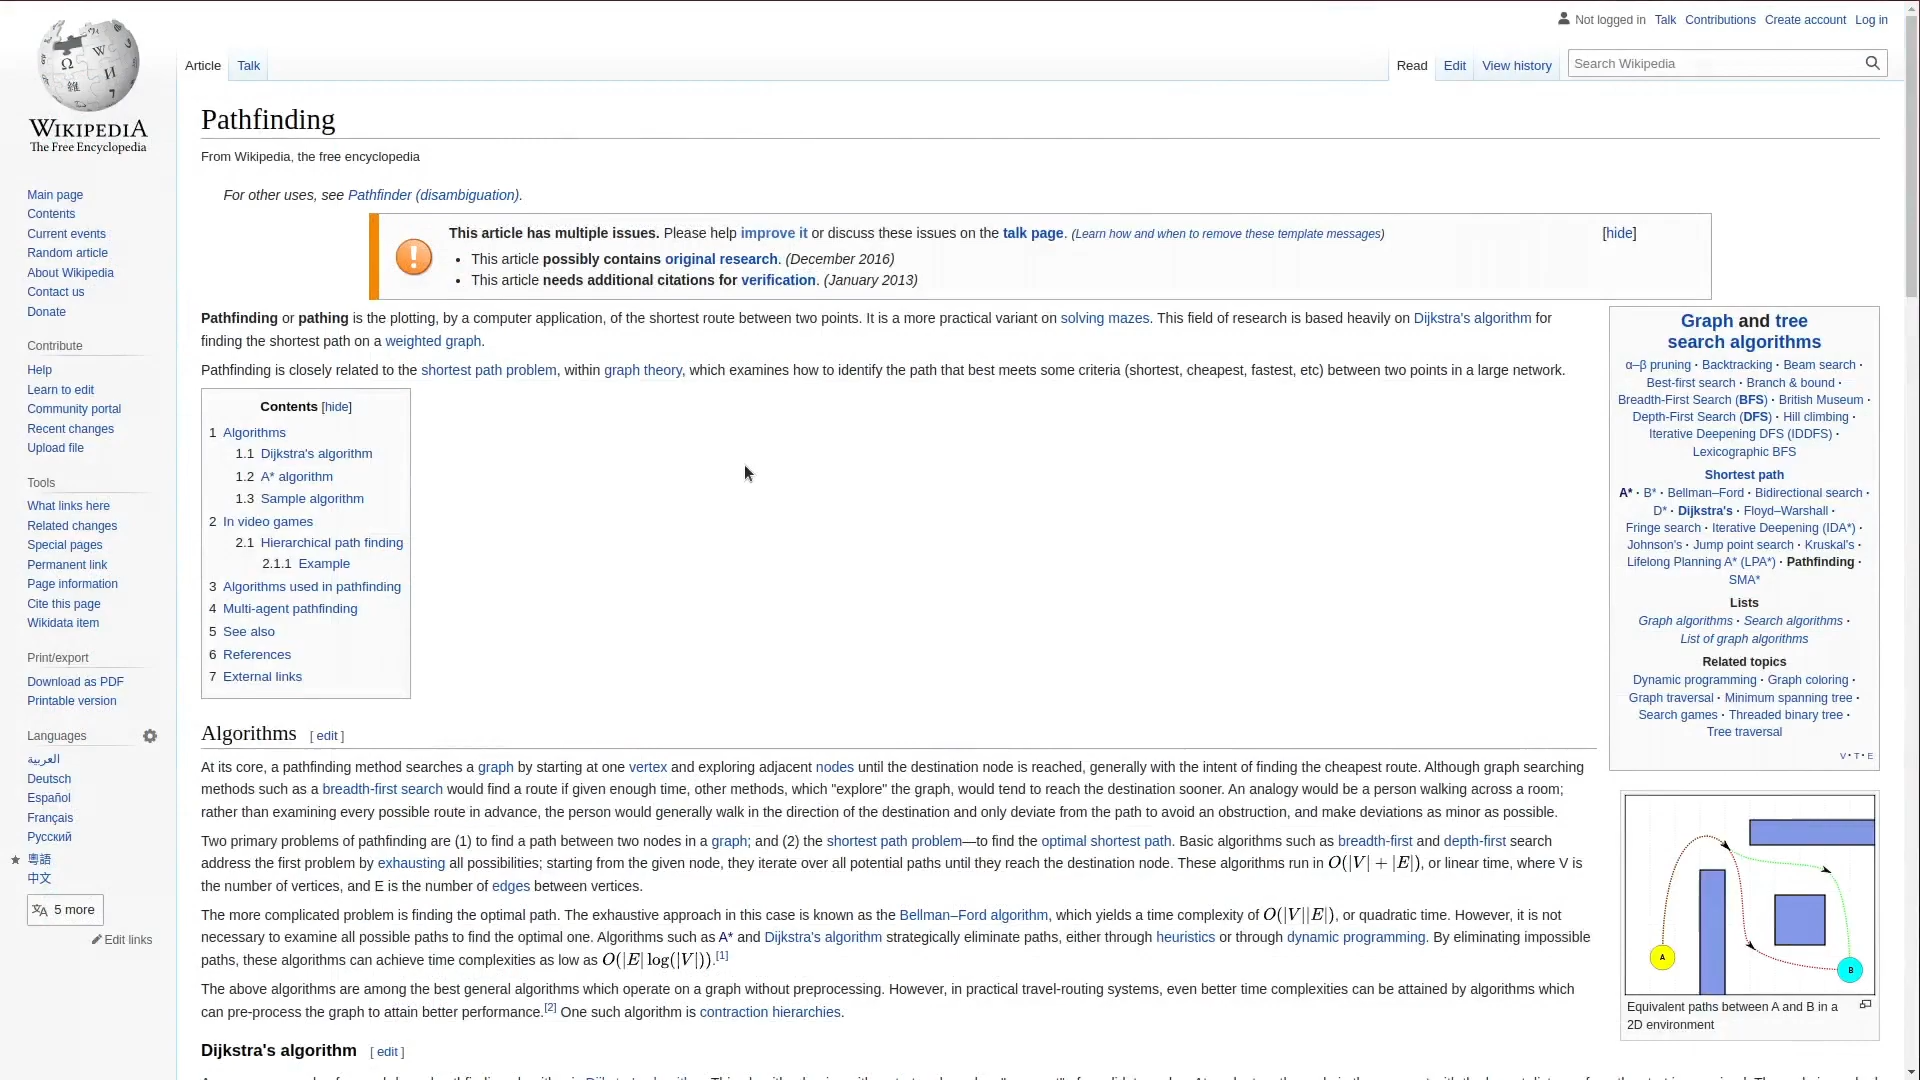 Not logged in Talk Contributions Create account Log in
Article Talk Read Edit View history Search Wikipedia
WIKIPEDIA
The Free Encyclopedia
Main page
Contents
Current events
Random article
About Wikipedia
Contact us
Donate
Contribute
Help
Learn to edit
Community portal
Recent changes
Upload file
Tools
What links here
Related changes
Special pages
Permanent link
Page information
Cite this page
Wikidata item
Print/export
Download as PDF
Printable version
Languages
العربية
Deutsch
Español
Français
Русский
粵語
中文
5 more
Edit links
Pathfinding
From Wikipedia, the free encyclopedia
For other uses, see Pathfinder (disambiguation).
This article has multiple issues. Please help improve it or discuss these issues on the talk page. (Learn how and when to remove these template messages) [hide]
• This article possibly contains original research. (December 2016)
• This article needs additional citations for verification. (January 2013)
Pathfinding or pathing is the plotting, by a computer application, of the shortest route between two points. It is a more practical variant on solving mazes. This field of research is based heavily on Dijkstra's algorithm for
finding the shortest path on a weighted graph.
Pathfinding is closely related to the shortest path problem, within graph theory, which examines how to identify the path that best meets some criteria (shortest, cheapest, fastest, etc) between two points in a large network.
Contents [hide]
1 Algorithms
1.1 Dijkstra's algorithm
1.2 A* algorithm
1.3 Sample algorithm
2 In video games
2.1 Hierarchical path finding
2.1.1 Example
3 Algorithms used in pathfinding
4 Multi-agent pathfinding
5 See also
6 References
7 External links
Algorithms [ edit ]
At its core, a pathfinding method searches a graph by starting at one vertex and exploring adjacent nodes until the destination node is reached, generally with the intent of finding the cheapest route. Although graph searching
methods such as a breadth-first search would find a route if given enough time, other methods, which "explore" the graph, would tend to reach the destination sooner. An analogy would be a person walking across a room;
rather than examining every possible route in advance, the person would generally walk in the direction of the destination and only deviate from the path to avoid an obstruction, and make deviations as minor as possible.
Two primary problems of pathfinding are (1) to find a path between two nodes in a graph; and (2) the shortest path problem—to find the optimal shortest path. Basic algorithms such as breadth-first and depth-first search
address the first problem by exhausting all possibilities; starting from the given node, they iterate over all potential paths until they reach the destination node. These algorithms run in O(|V| + |E|), or linear time, where V is
the number of vertices, and E is the number of edges between vertices.
The more complicated problem is finding the optimal path. The exhaustive approach in this case is known as the Bellman–Ford algorithm, which yields a time complexity of O(|V||E|), or quadratic time. However, it is not
necessary to examine all possible paths to find the optimal one. Algorithms such as A* and Dijkstra's algorithm strategically eliminate paths, either through heuristics or through dynamic programming. By eliminating impossible
paths, these algorithms can achieve time complexities as low as O(|E| log(|V|)).[1]
The above algorithms are among the best general algorithms which operate on a graph without preprocessing. However, in practical travel-routing systems, even better time complexities can be attained by algorithms which
can pre-process the graph to attain better performance.[2] One such algorithm is contraction hierarchies.
Dijkstra's algorithm [ edit ]
Graph and tree
search algorithms
α–β pruning · Backtracking · Beam search ·
Best-first search · Branch & bound ·
Breadth-First Search (BFS) · British Museum ·
Depth-First Search (DFS) · Hill climbing ·
Iterative Deepening DFS (IDDFS) ·
Lexicographic BFS
Shortest path
A* · B* · Bellman–Ford · Bidirectional search ·
D* · Dijkstra's · Floyd–Warshall ·
Fringe search · Iterative Deepening (IDA*) ·
Johnson's · Jump point search · Kruskal's ·
Lifelong Planning A* (LPA*) · Pathfinding ·
SMA*
Lists
Graph algorithms · Search algorithms ·
List of graph algorithms
Related topics
Dynamic programming · Graph coloring ·
Graph traversal · Minimum spanning tree ·
Search games · Threaded binary tree ·
Tree traversal
V · T · E
A
B
Equivalent paths between A and B in a
2D environment